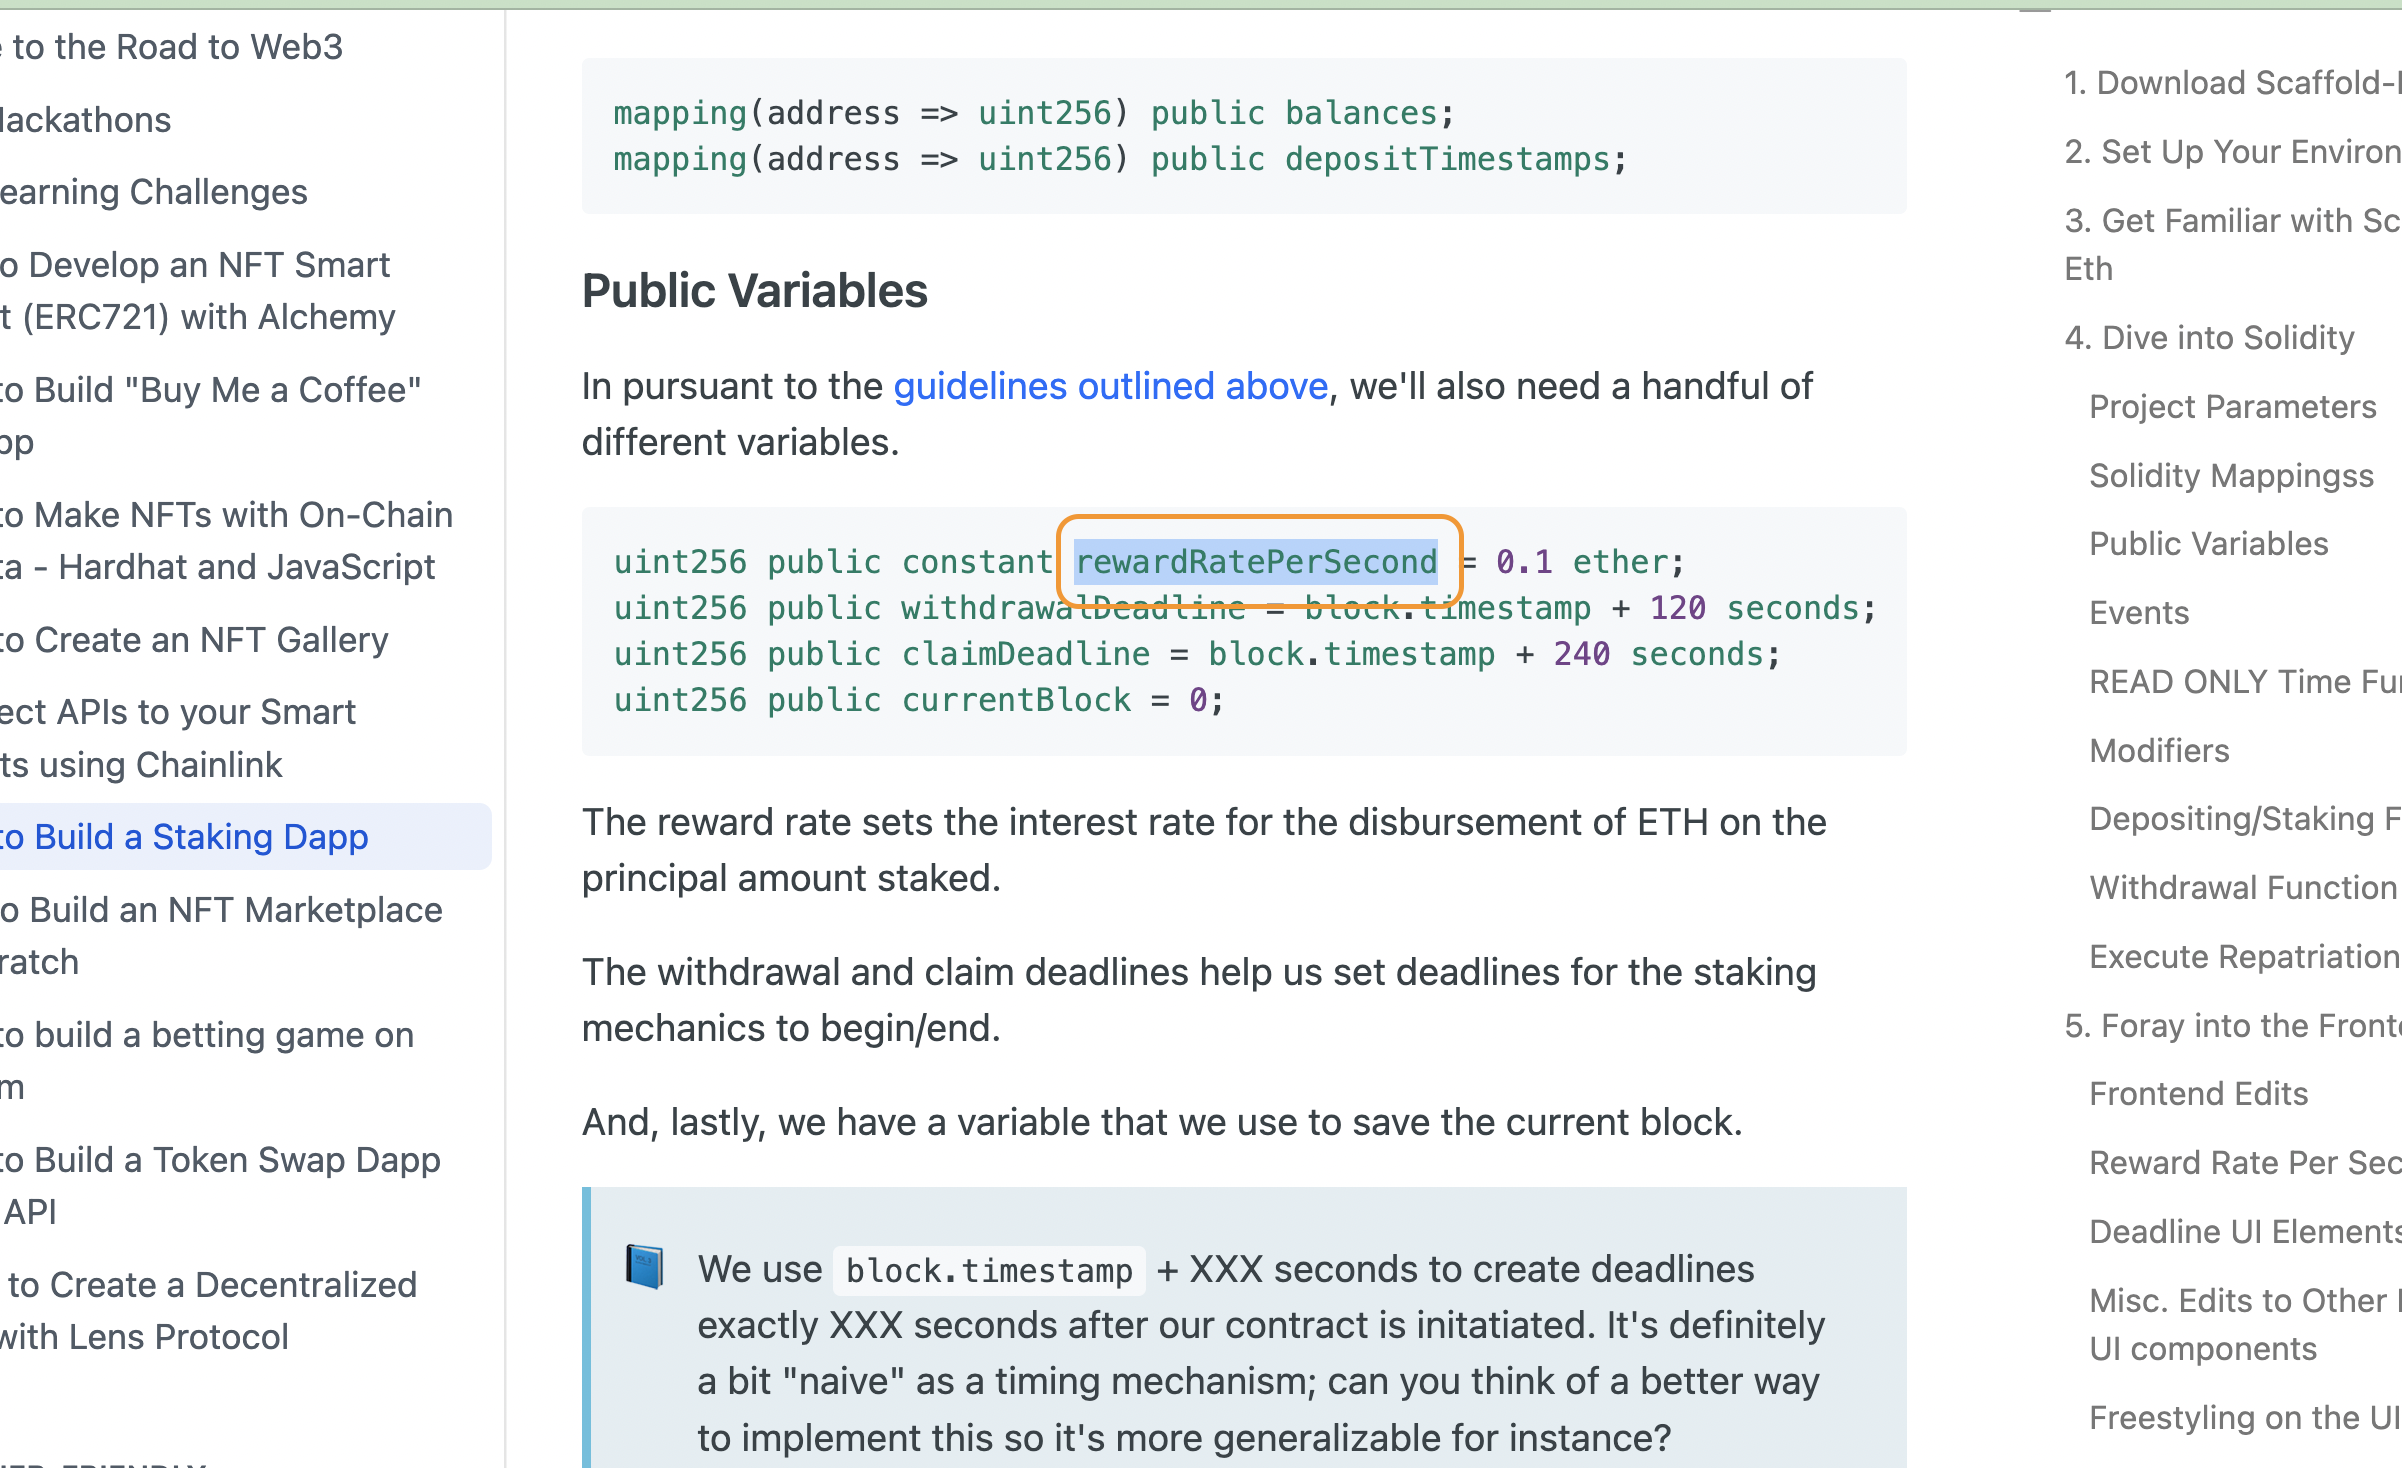 to the Road to Web3
Hackathons
earning Challenges
o Develop an NFT Smart
t (ERC721) with Alchemy
to Build "Buy Me a Coffee"
pp
to Make NFTs with On-Chain
ta - Hardhat and JavaScript
to Create an NFT Gallery
ect APIs to your Smart
ts using Chainlink
to Build a Staking Dapp
o Build an NFT Marketplace
ratch
to build a betting game on
m
to Build a Token Swap Dapp
API
to Create a Decentralized
with Lens Protocol
mapping(address => uint256) public balances;
mapping(address => uint256) public depositTimestamps;
Public Variables
In pursuant to the guidelines outlined above, we'll also need a handful of
different variables.
uint256 public constant rewardRatePerSecond = 0.1 ether;
uint256 public withdrawalDeadline = block.timestamp + 120 seconds;
uint256 public claimDeadline = block.timestamp + 240 seconds;
uint256 public currentBlock = 0;
The reward rate sets the interest rate for the disbursement of ETH on the
principal amount staked.
The withdrawal and claim deadlines help us set deadlines for the staking
mechanics to begin/end.
And, lastly, we have a variable that we use to save the current block.
We use block.timestamp + XXX seconds to create deadlines
exactly XXX seconds after our contract is initatiated. It's definitely
a bit "naive" as a timing mechanism; can you think of a better way
to implement this so it's more generalizable for instance?
1. Download Scaffold-
2. Set Up Your Environ
3. Get Familiar with Sc
Eth
4. Dive into Solidity
Project Parameters
Solidity Mappingss
Public Variables
Events
READ ONLY Time Fu
Modifiers
Depositing/Staking F
Withdrawal Function
Execute Repatriation
5. Foray into the Fronte
Frontend Edits
Reward Rate Per Sec
Deadline UI Elements
Misc. Edits to Other
UI components
Freestyling on the UI